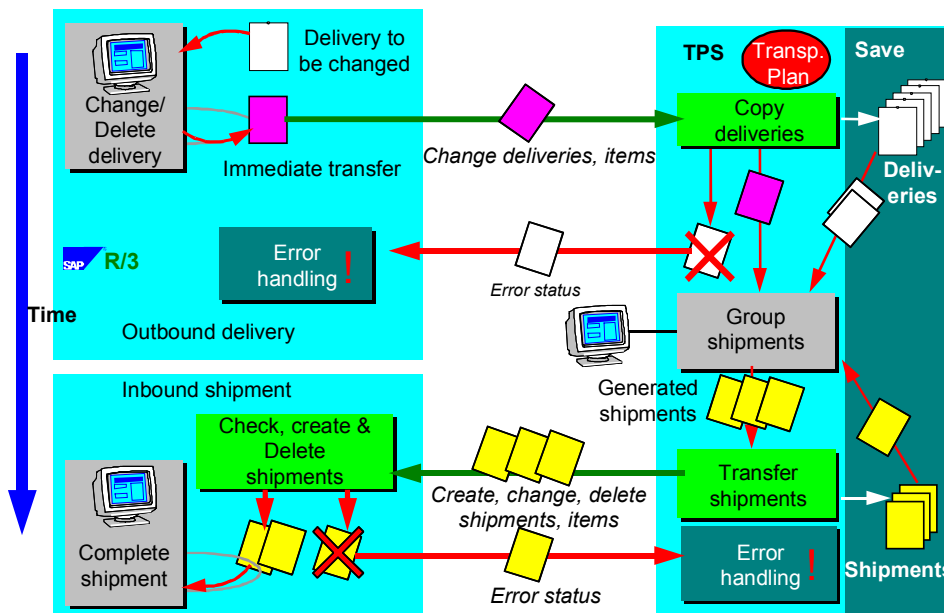 Delivery to
be changed
Change/
Delete
delivery
Immediate transfer
Change deliveries, items
TPS
Transp.
Plan
Save
Copy
deliveries
Deliv-
eries
SAP R/3
Error
handling !
Error status
Time
Outbound delivery
Group
shipments
Generated
shipments
Inbound shipment
Check, create &
Delete
shipments
Create, change, delete
shipments, items
Transfer
shipments
Complete
shipment
Error status
Error
handling !
Shipments